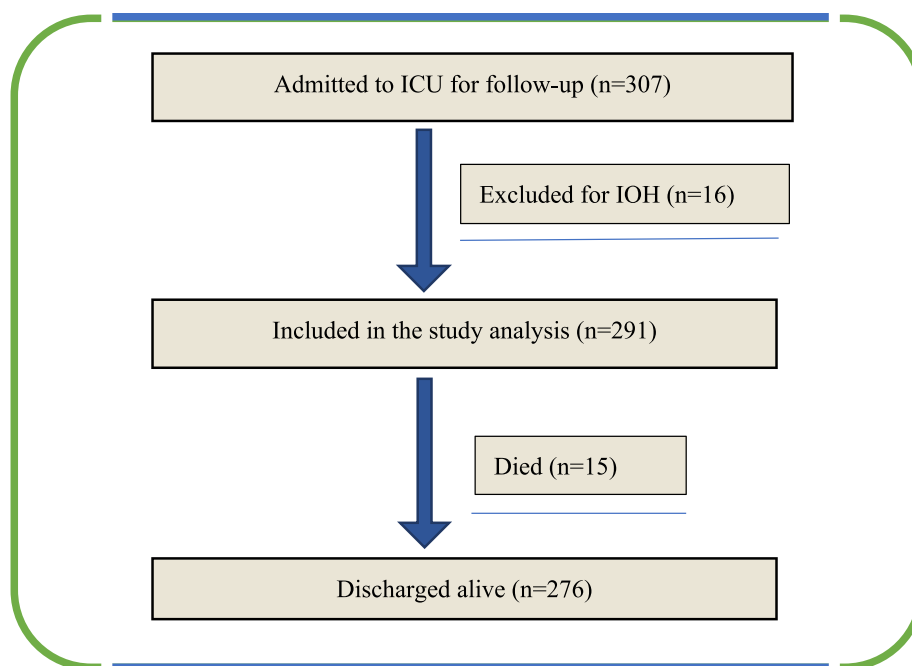 Admitted to ICU for follow-up (n=307)
Excluded for IOH (n=16)
Included in the study analysis (n=291)
Died (n=15)
Discharged alive (n=276)